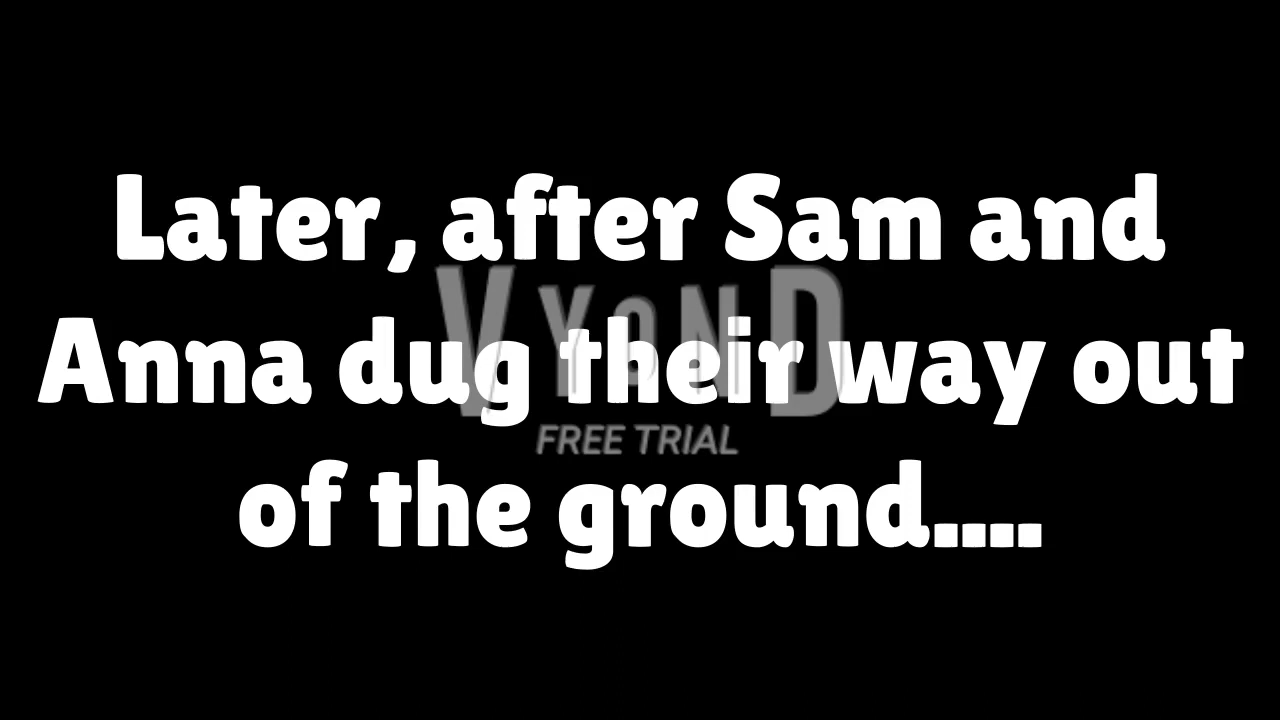 Later, after Sam and
VYOND
Anna dug their way out
FREE TRIAL
of the ground....